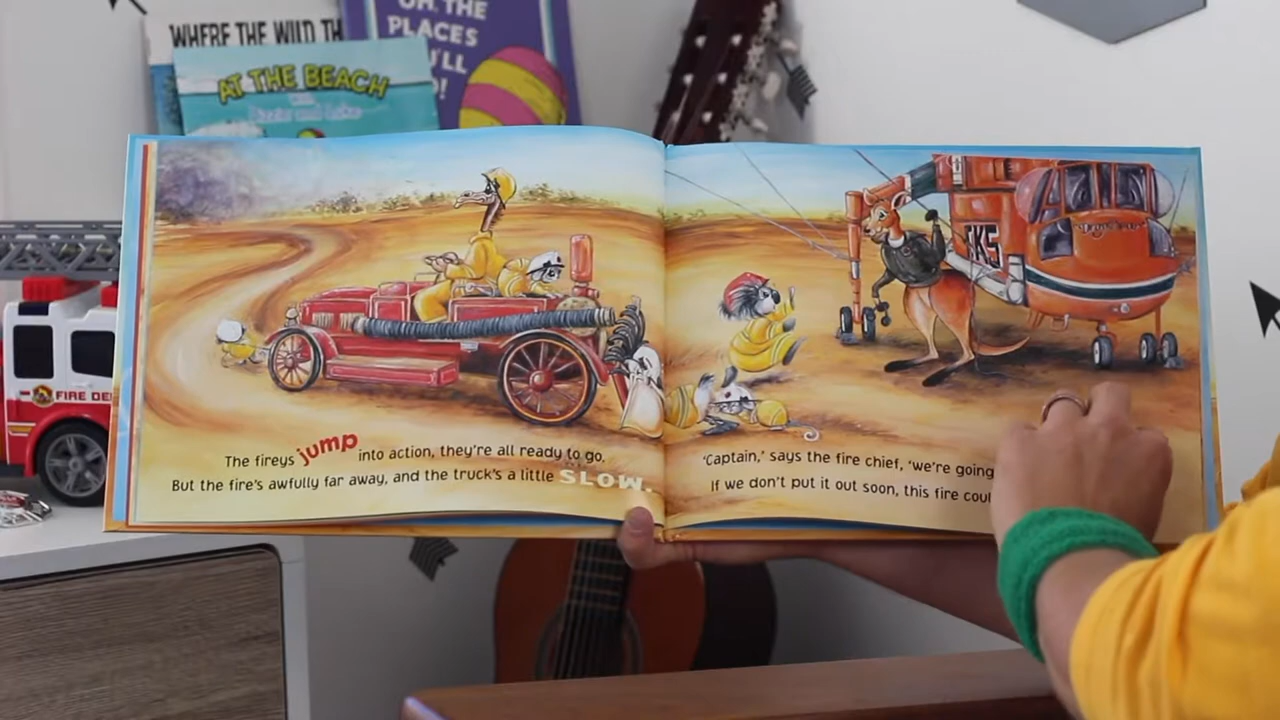 WHERE THE WILD TH
OH, THE
PLACES
U'LL
O!
AT THE BEACH
FIRE DE
The fireys jump into action, they're all ready to go.
But the fire's awfully far away, and the truck's a little SLOW.
'Captain,' says the fire chief, 'we're going
If we don't put it out soon, this fire coul